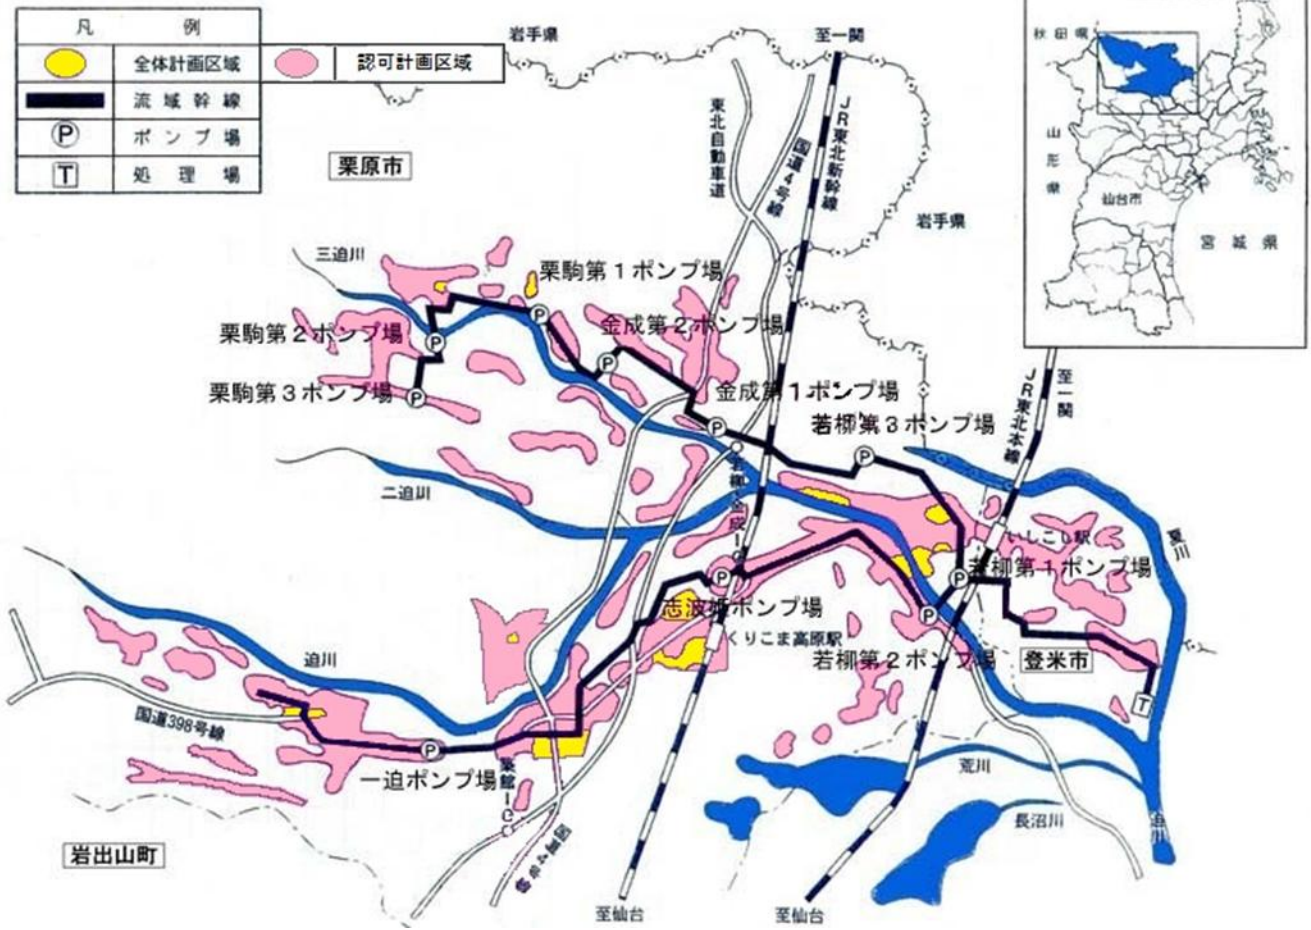 凡 例
全体計画区域
認可計画区域
流域幹線
Ⓟ ポンプ場
T 処理場
岩手県
至一関
秋田県
山形県
仙台市
宮城県
栗原市
東北自動車道
国道4号線
JR東北新幹線
岩手県
三迫川
栗駒第1ポンプ場
栗駒第2ポンプ場
金成第2ポンプ場
栗駒第3ポンプ場
金成第1ポンプ場
若柳第3ポンプ場
至一関
JR東北本線
二迫川
若柳・金成IC
いしこし駅
夏川
若柳第1ポンプ場
志波姫ポンプ場
くりこま高原駅
若柳第2ポンプ場
登米市
迫川
T
国道398号線
一迫ポンプ場
築館IC
荒川
長沼川
迫川
岩出山町
国道4号線
至仙台
至仙台